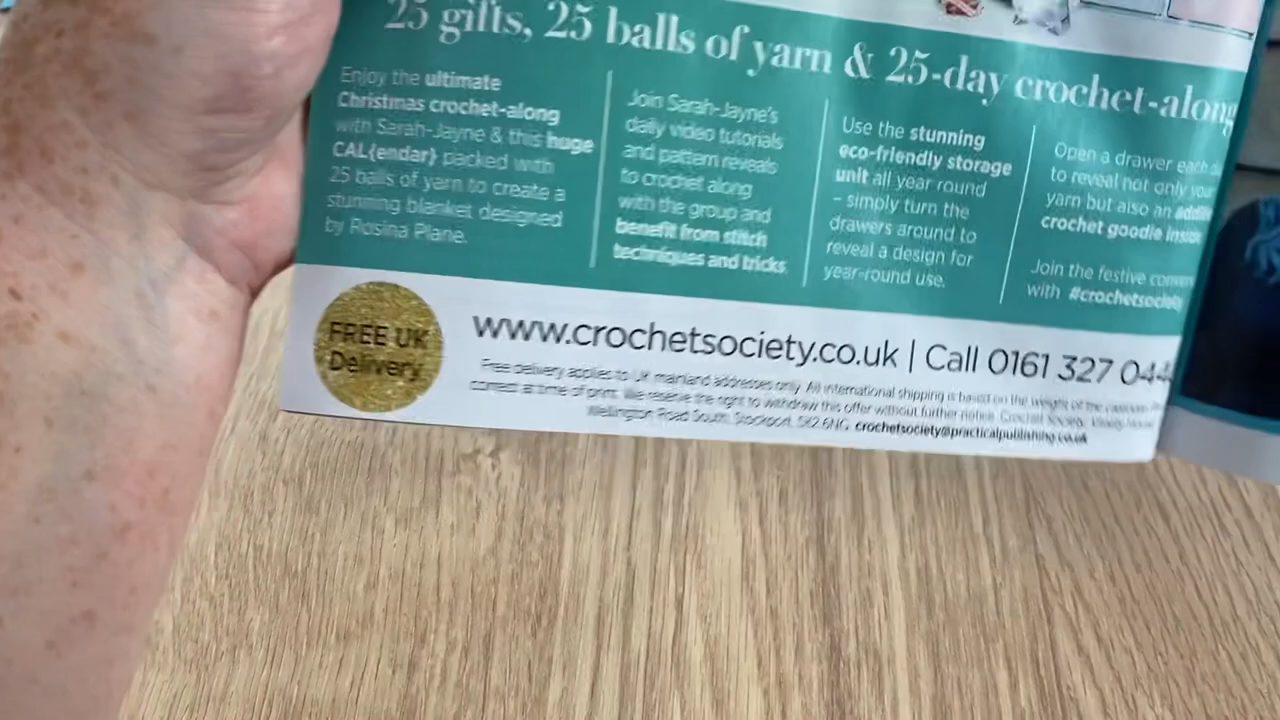 25 gifts, 25 balls of yarn & 25-day crochet-along
Enjoy the ultimate
Christmas crochet-along
with Sarah-Jayne & this huge
CAL{endar} packed with
25 balls of yarn to create a
stunning blanket designed
by Rosina Plane.
Join Sarah-Jayne's
daily video tutorials
and pattern reveals
to crochet along
with the group and
benefit from stitch
techniques and tricks.
Use the stunning
eco-friendly storage
unit all year round
– simply turn the
drawers around to
reveal a design for
year-round use.
Open a drawer each
to reveal not only your
yarn but also an
crochet goodie inside
Join the festive
with #crochetsociety
FREE UK
Delivery
www.crochetsociety.co.uk | Call 0161 327 044
Free delivery applies to UK mainland addresses only. All international shipping is based on the weight of the
correct at time of print. We reserve the right to withdraw this offer without further notice. Crochet Society,
Wellington Road South, Stockport, SK2 6NG. crochetsociety@practicalpublishing.co.uk